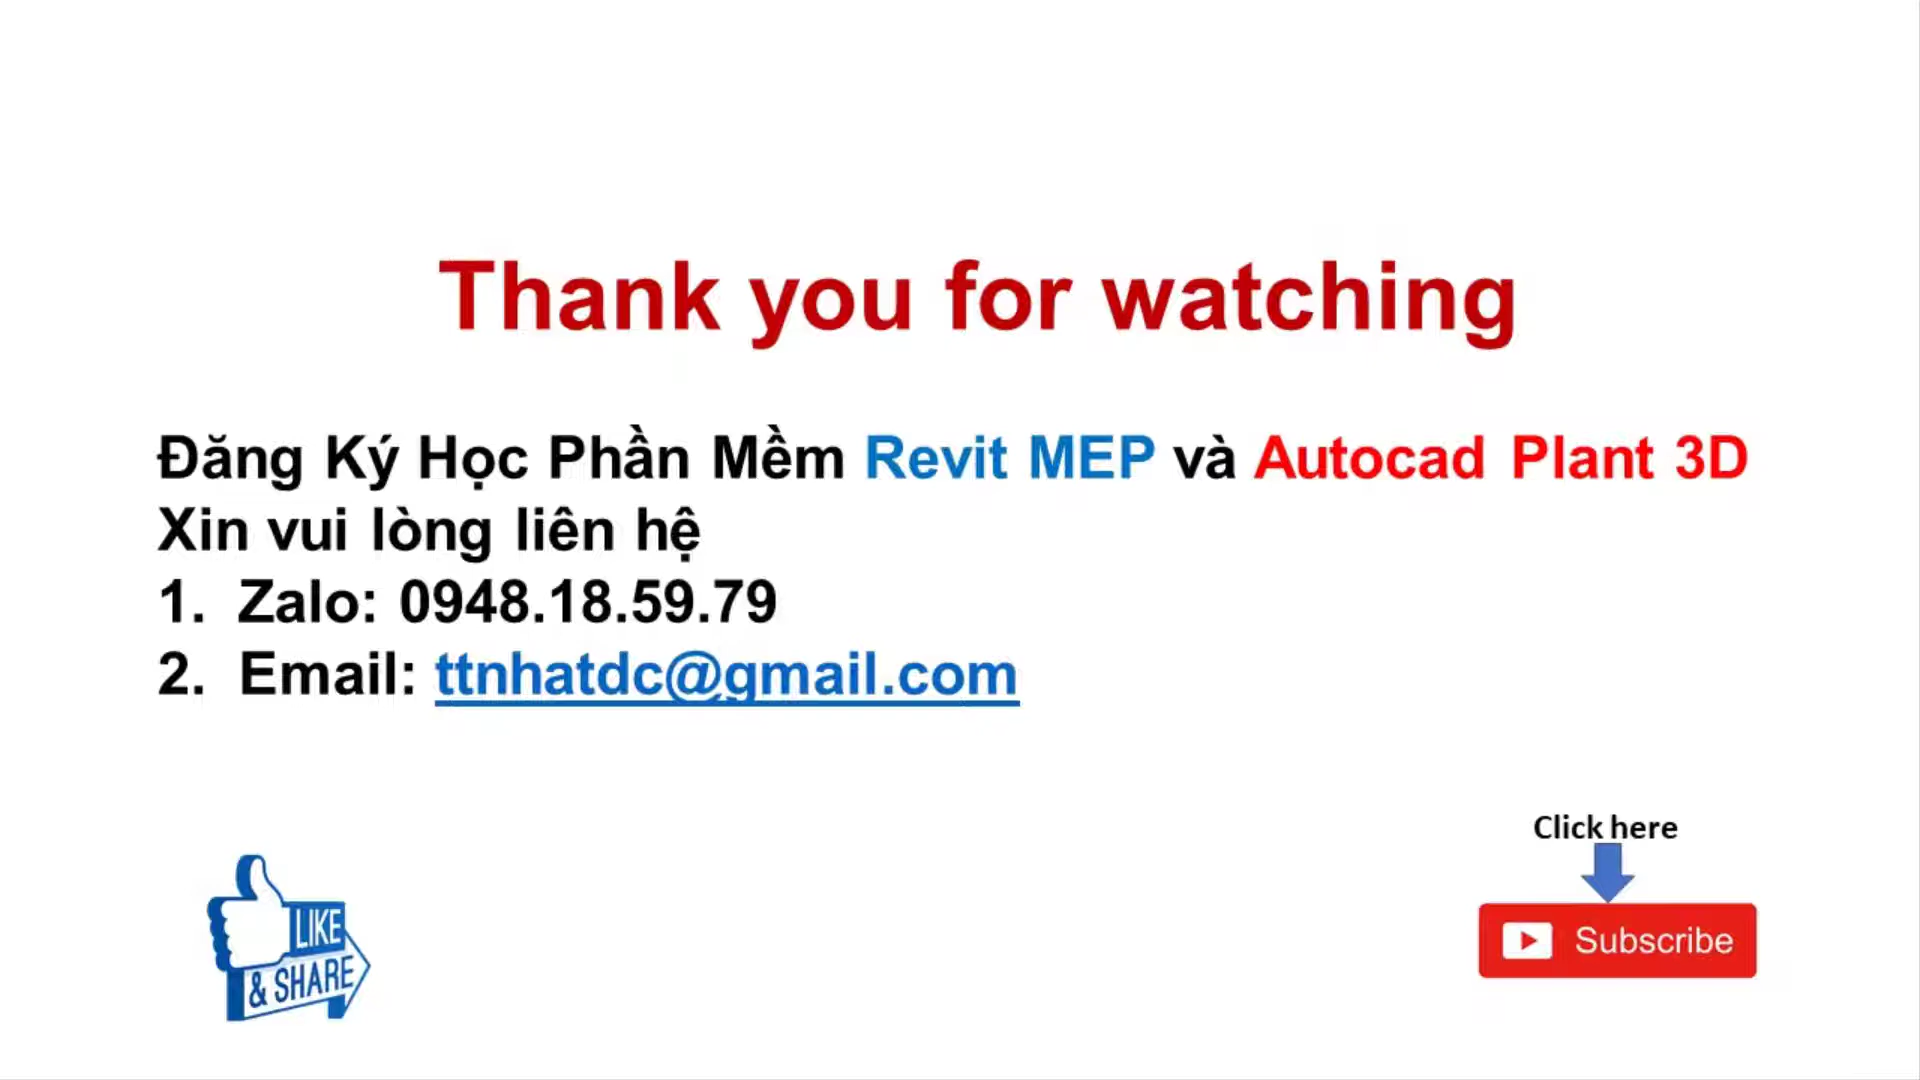 Thank you for watching
Đăng Ký Học Phần Mềm Revit MEP và Autocad Plant 3D
Xin vui lòng liên hệ
1. Zalo: 0948.18.59.79
2. Email: ttnhatdc@gmail.com
Click here
Subscribe
LIKE
& SHARE